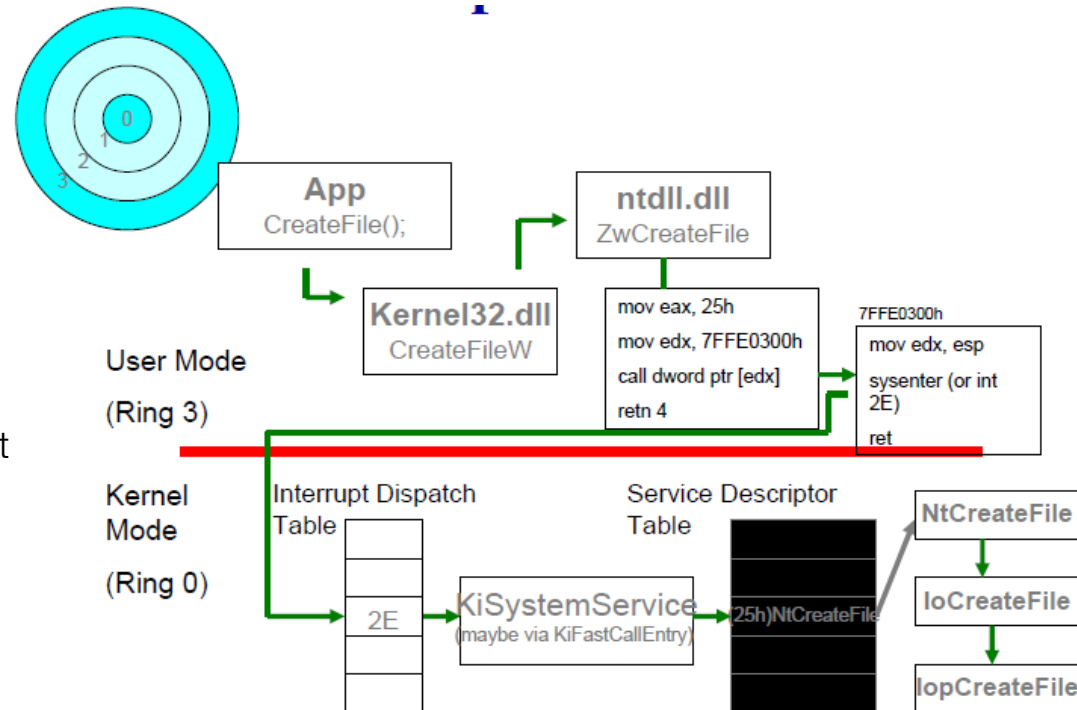 0
1
2
3
App
CreateFile();
ntdll.dll
ZwCreateFile
Kernel32.dll
CreateFileW
mov eax, 25h
mov edx, 7FFE0300h
call dword ptr [edx]
retn 4
7FFE0300h
mov edx, esp
sysenter (or int
2E)
ret
User Mode
(Ring 3)
t
Kernel
Mode
(Ring 0)
Interrupt Dispatch
Table
2E
KiSystemService
(maybe via KiFastCallEntry)
Service Descriptor
Table
(25h)NtCreateFile
NtCreateFile
IoCreateFile
IopCreateFile